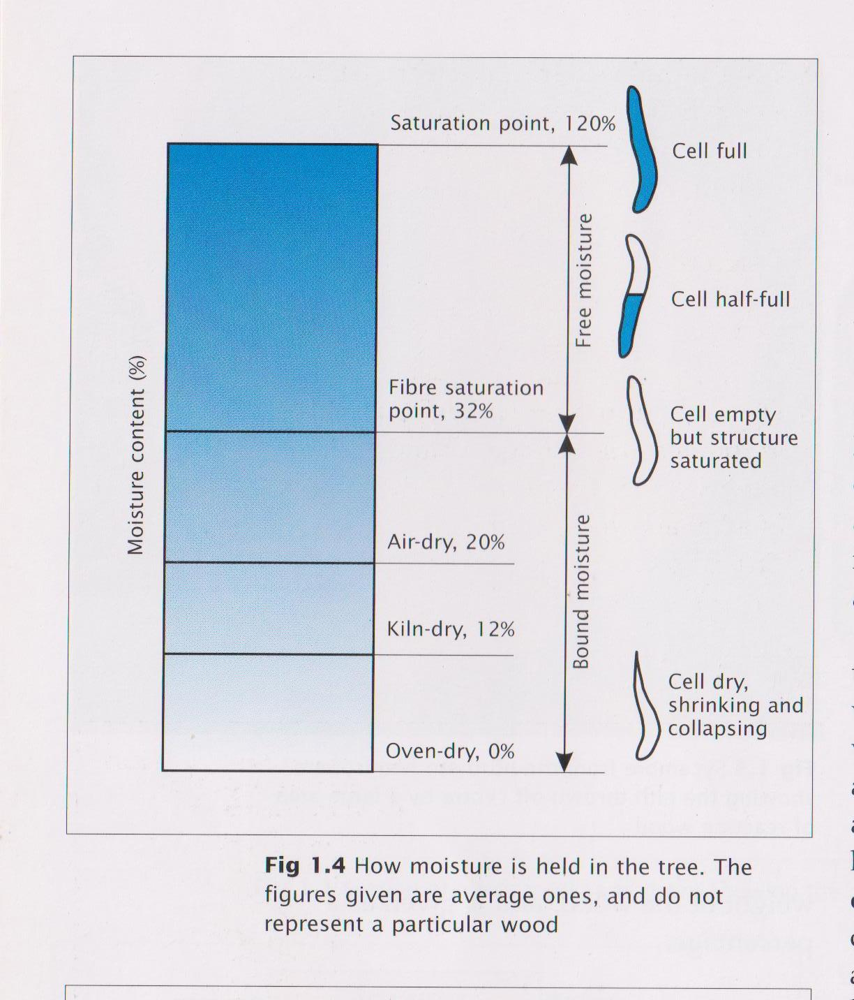 Saturation point, 120%
Cell full
Free moisture
Cell half-full
Fibre saturation
point, 32%
Cell empty
but structure
saturated
Moisture content (%)
Air-dry, 20%
Bound moisture
Kiln-dry, 12%
Cell dry,
shrinking and
collapsing
Oven-dry, 0%
Fig 1.4 How moisture is held in the tree. The
figures given are average ones, and do not
represent a particular wood